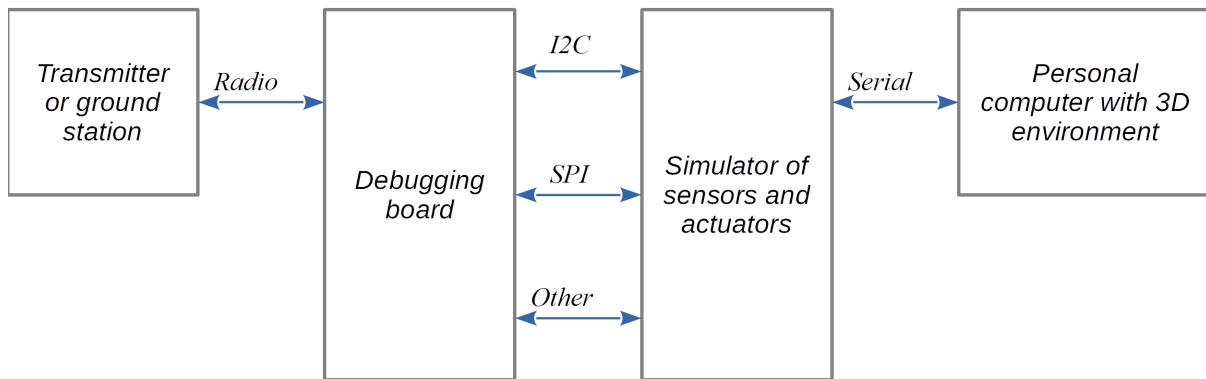 Transmitter
or ground
station
Radio
Debugging
board
I2C
SPI
Other
Simulator of
sensors and
actuators
Serial
Personal
computer with 3D
environment